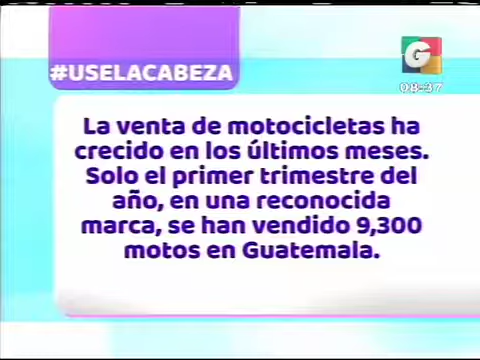 #USELACABEZA
G
08:37
La venta de motocicletas ha
crecido en los últimos meses.
Solo el primer trimestre del
año, en una reconocida
marca, se han vendido 9,300
motos en Guatemala.